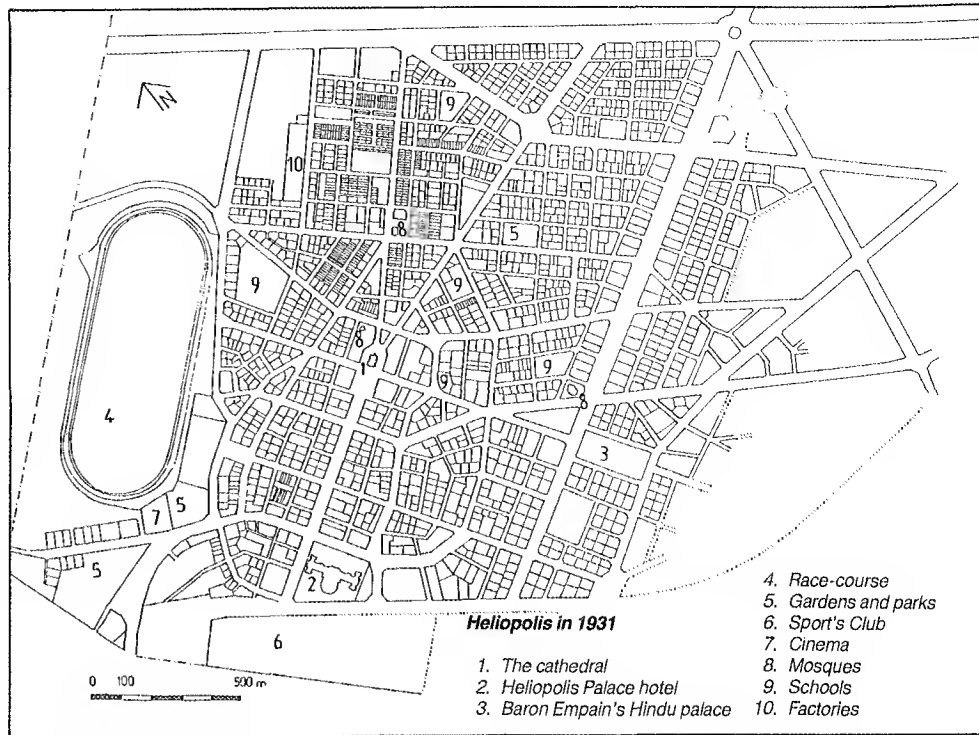 N
9
10
8
5
9
9
8
1
9
9
8
4
3
5
7
5
2
6
0 100 500 m
Heliopolis in 1931
1. The cathedral
2. Heliopolis Palace hotel
3. Baron Empain's Hindu palace
4. Race-course
5. Gardens and parks
6. Sport's Club
7. Cinema
8. Mosques
9. Schools
10. Factories